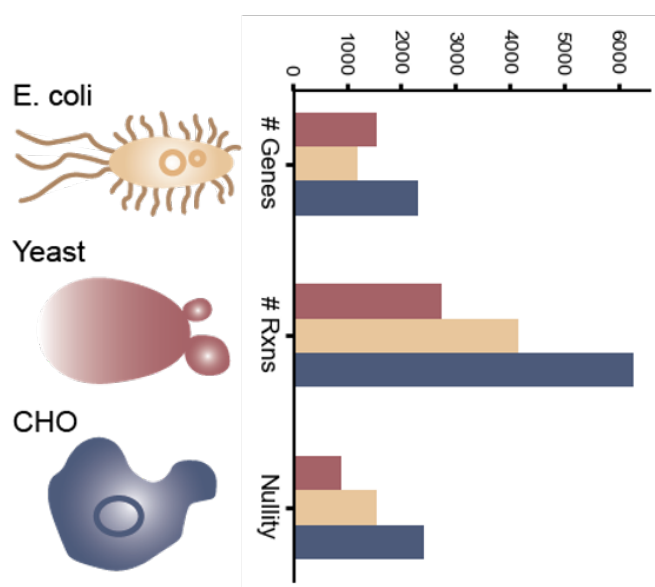 E. coli
Yeast
CHO
0
1000
2000
3000
4000
5000
6000
# Genes
# Rxns
Nullity